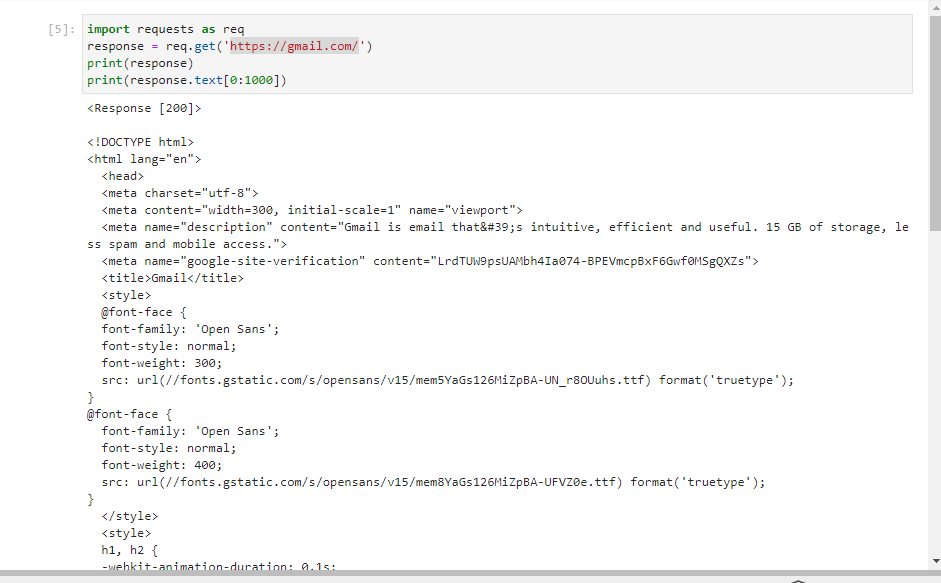 [5]: import requests as req
response = req.get('https://gmail.com/')
print(response)
print(response.text[0:1000])
<Response [200]>
<!DOCTYPE html>
<html lang="en">
<head>
<meta charset="utf-8">
<meta content="width=300, initial-scale=1" name="viewport">
<meta name="description" content="Gmail is email that&#39;s intuitive, efficient and useful. 15 GB of storage, le
ss spam and mobile access.">
<meta name="google-site-verification" content="LrdTUW9psUAMbh4Ia074-BPEVmcpBxF6Gwf0MSgQXZs">
<title>Gmail</title>
<style>
@font-face {
font-family: 'Open Sans';
font-style: normal;
font-weight: 300;
src: url(//fonts.gstatic.com/s/opensans/v15/mem5YaGs126MiZpBA-UN_r8OUuhs.ttf) format('truetype');
}
@font-face {
font-family: 'Open Sans';
font-style: normal;
font-weight: 400;
src: url(//fonts.gstatic.com/s/opensans/v15/mem8YaGs126MiZpBA-UFVZ0e.ttf) format('truetype');
}
</style>
<style>
h1, h2 {
-webkit-animation-duration: 0.1s;